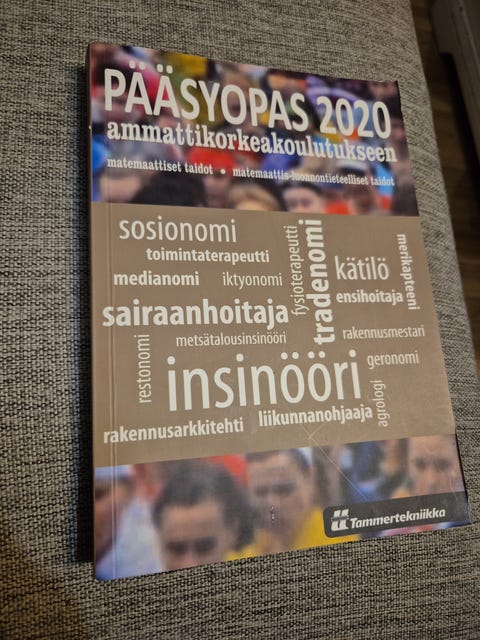 PÄÄSYOPAS 2020
ammattikorkeakoulutukseen
matemaattiset taidot • matemaattis-luonnontieteelliset taidot
sosionomi
toimintaterapeutti
medianomi
iktyonomi
fysioterapeutti
tradenomi
kätilö
merikapteeni
ensihoitaja
sairaanhoitaja
metsätalousinsinööri
rakennusmestari
restonomi
insinööri
geronomi
agrologi
liikunnanohjaaja
rakennusarkkitehti
Tammertekniikka